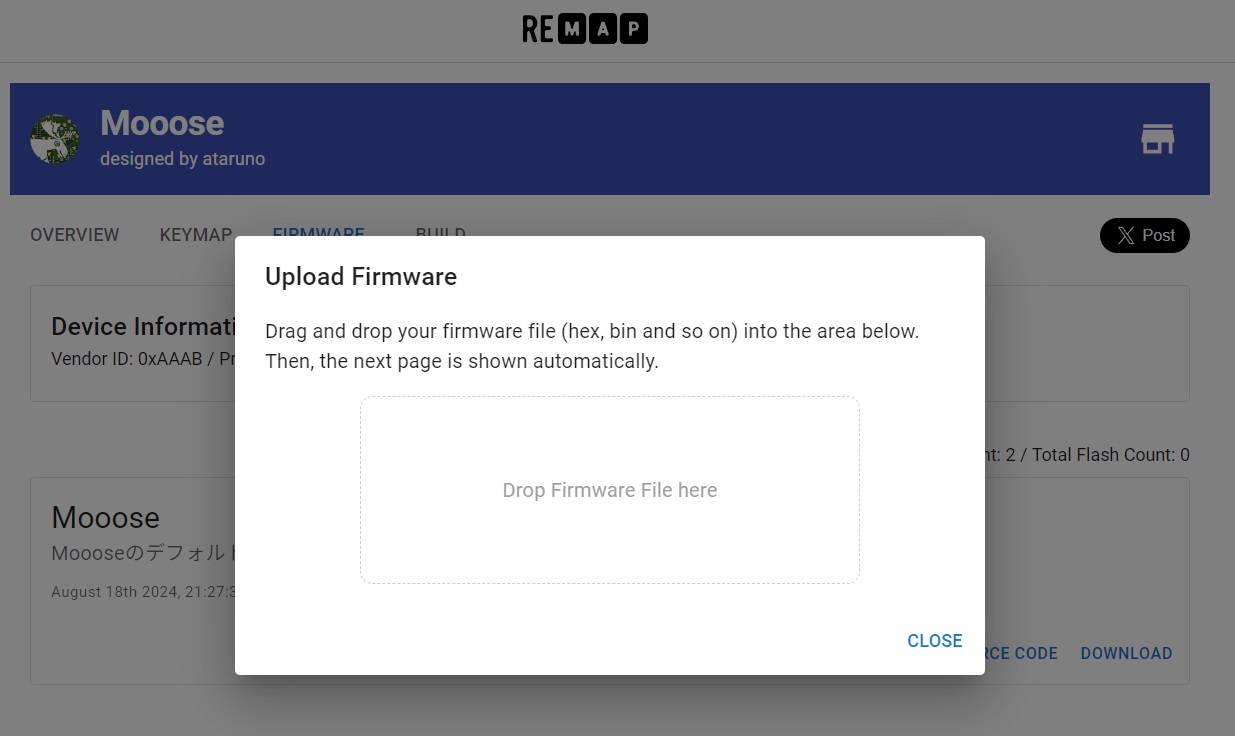 REMAP
Mooose
designed by ataruno
OVERVIEW KEYMAP FIRMWARE BUILD
Post
Upload Firmware
Drag and drop your firmware file (hex, bin and so on) into the area below.
Then, the next page is shown automatically.
Drop Firmware File here
CLOSE
Device Informati
Vendor ID: 0xAAAB / Pr
nt: 2 / Total Flash Count: 0
Mooose
Moooseのデフォルト
August 18th 2024, 21:27:3
RCE CODE DOWNLOAD